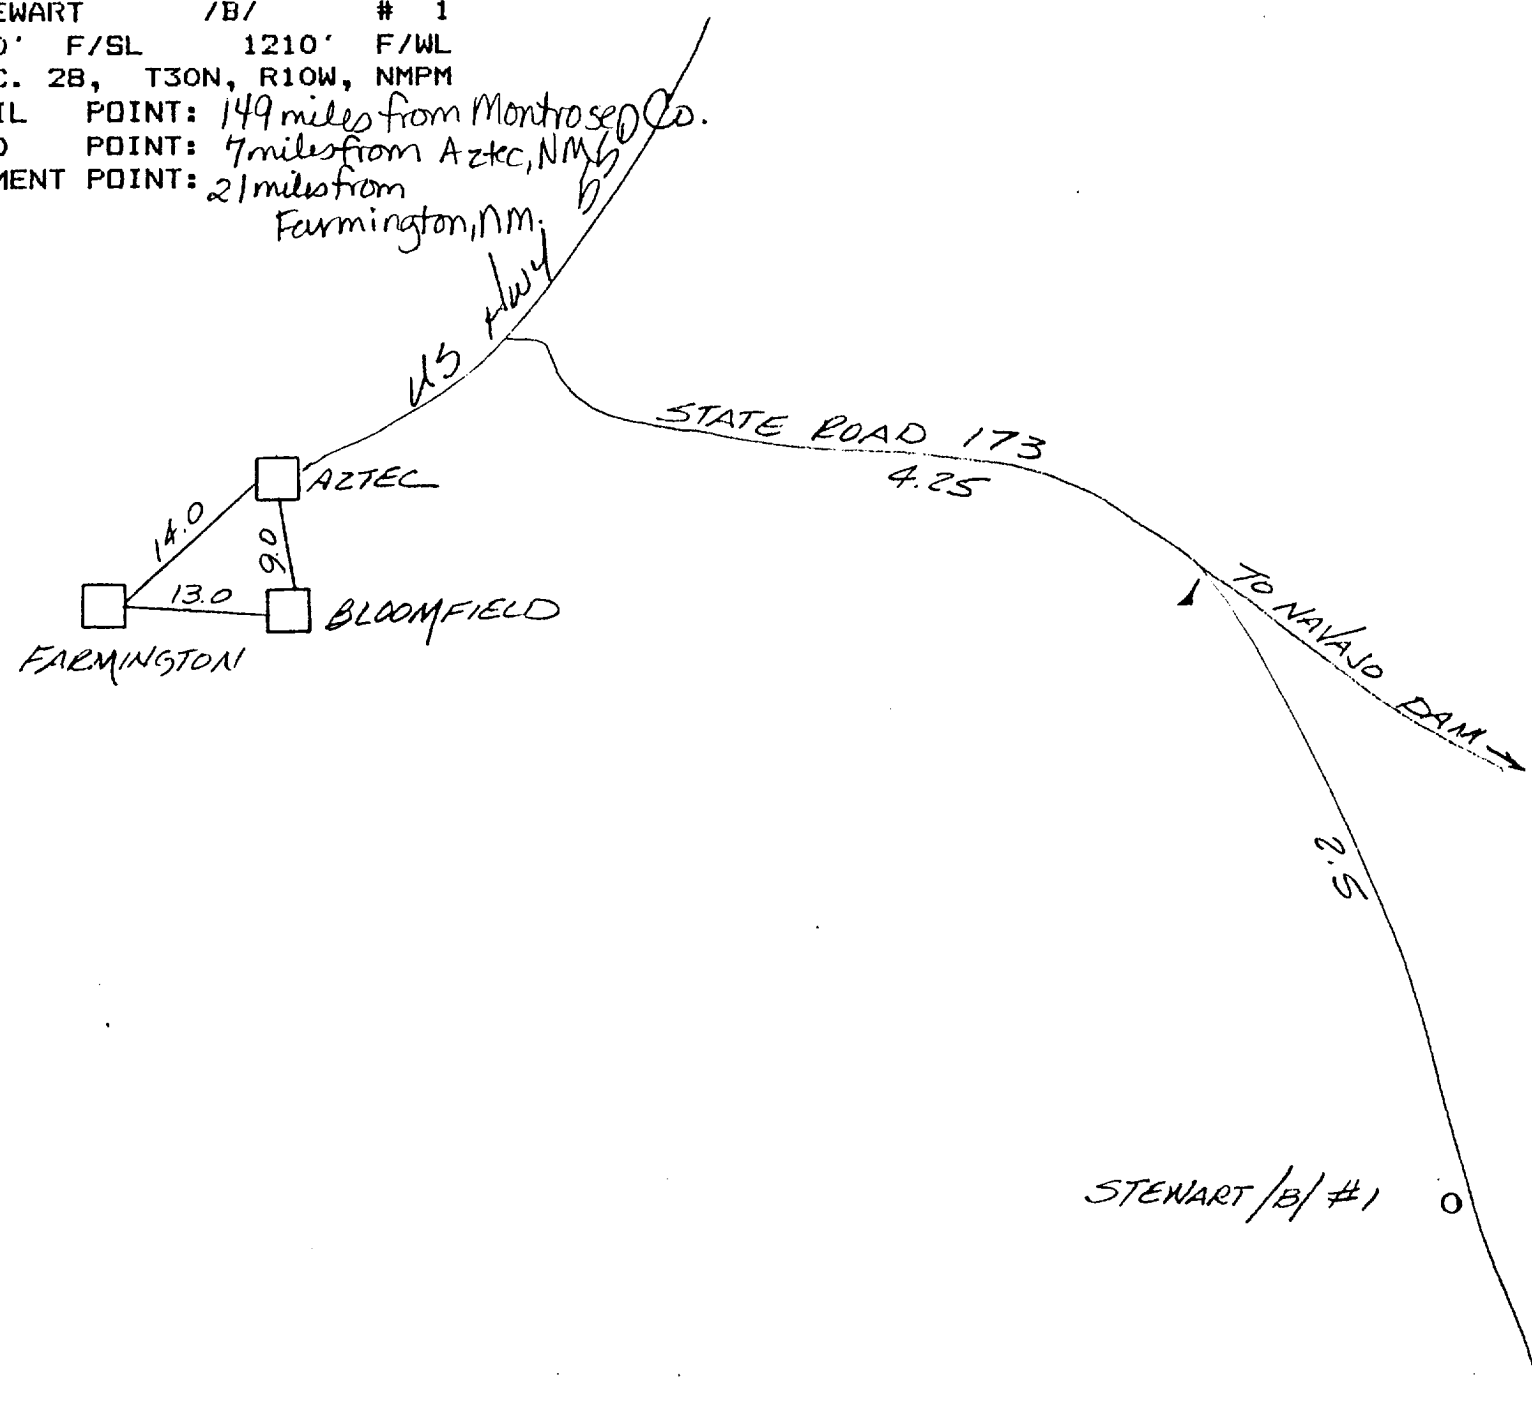 EWART /B/ # 1
0' F/SL 1210' F/WL
C. 28, T30N, R10W, NMPM
IL POINT: 149 miles from Montrose, Co.
D POINT: 7 miles from Aztec, NM
MENT POINT: 21 miles from
Farmington, nm.
US HWY 550
STATE ROAD 173
4.25
AZTEC
14.0
9.0
13.0
BLOOMFIELD
FARMINGTON
TO NAVAJO DAM
2.5
STEWART /B/ #1